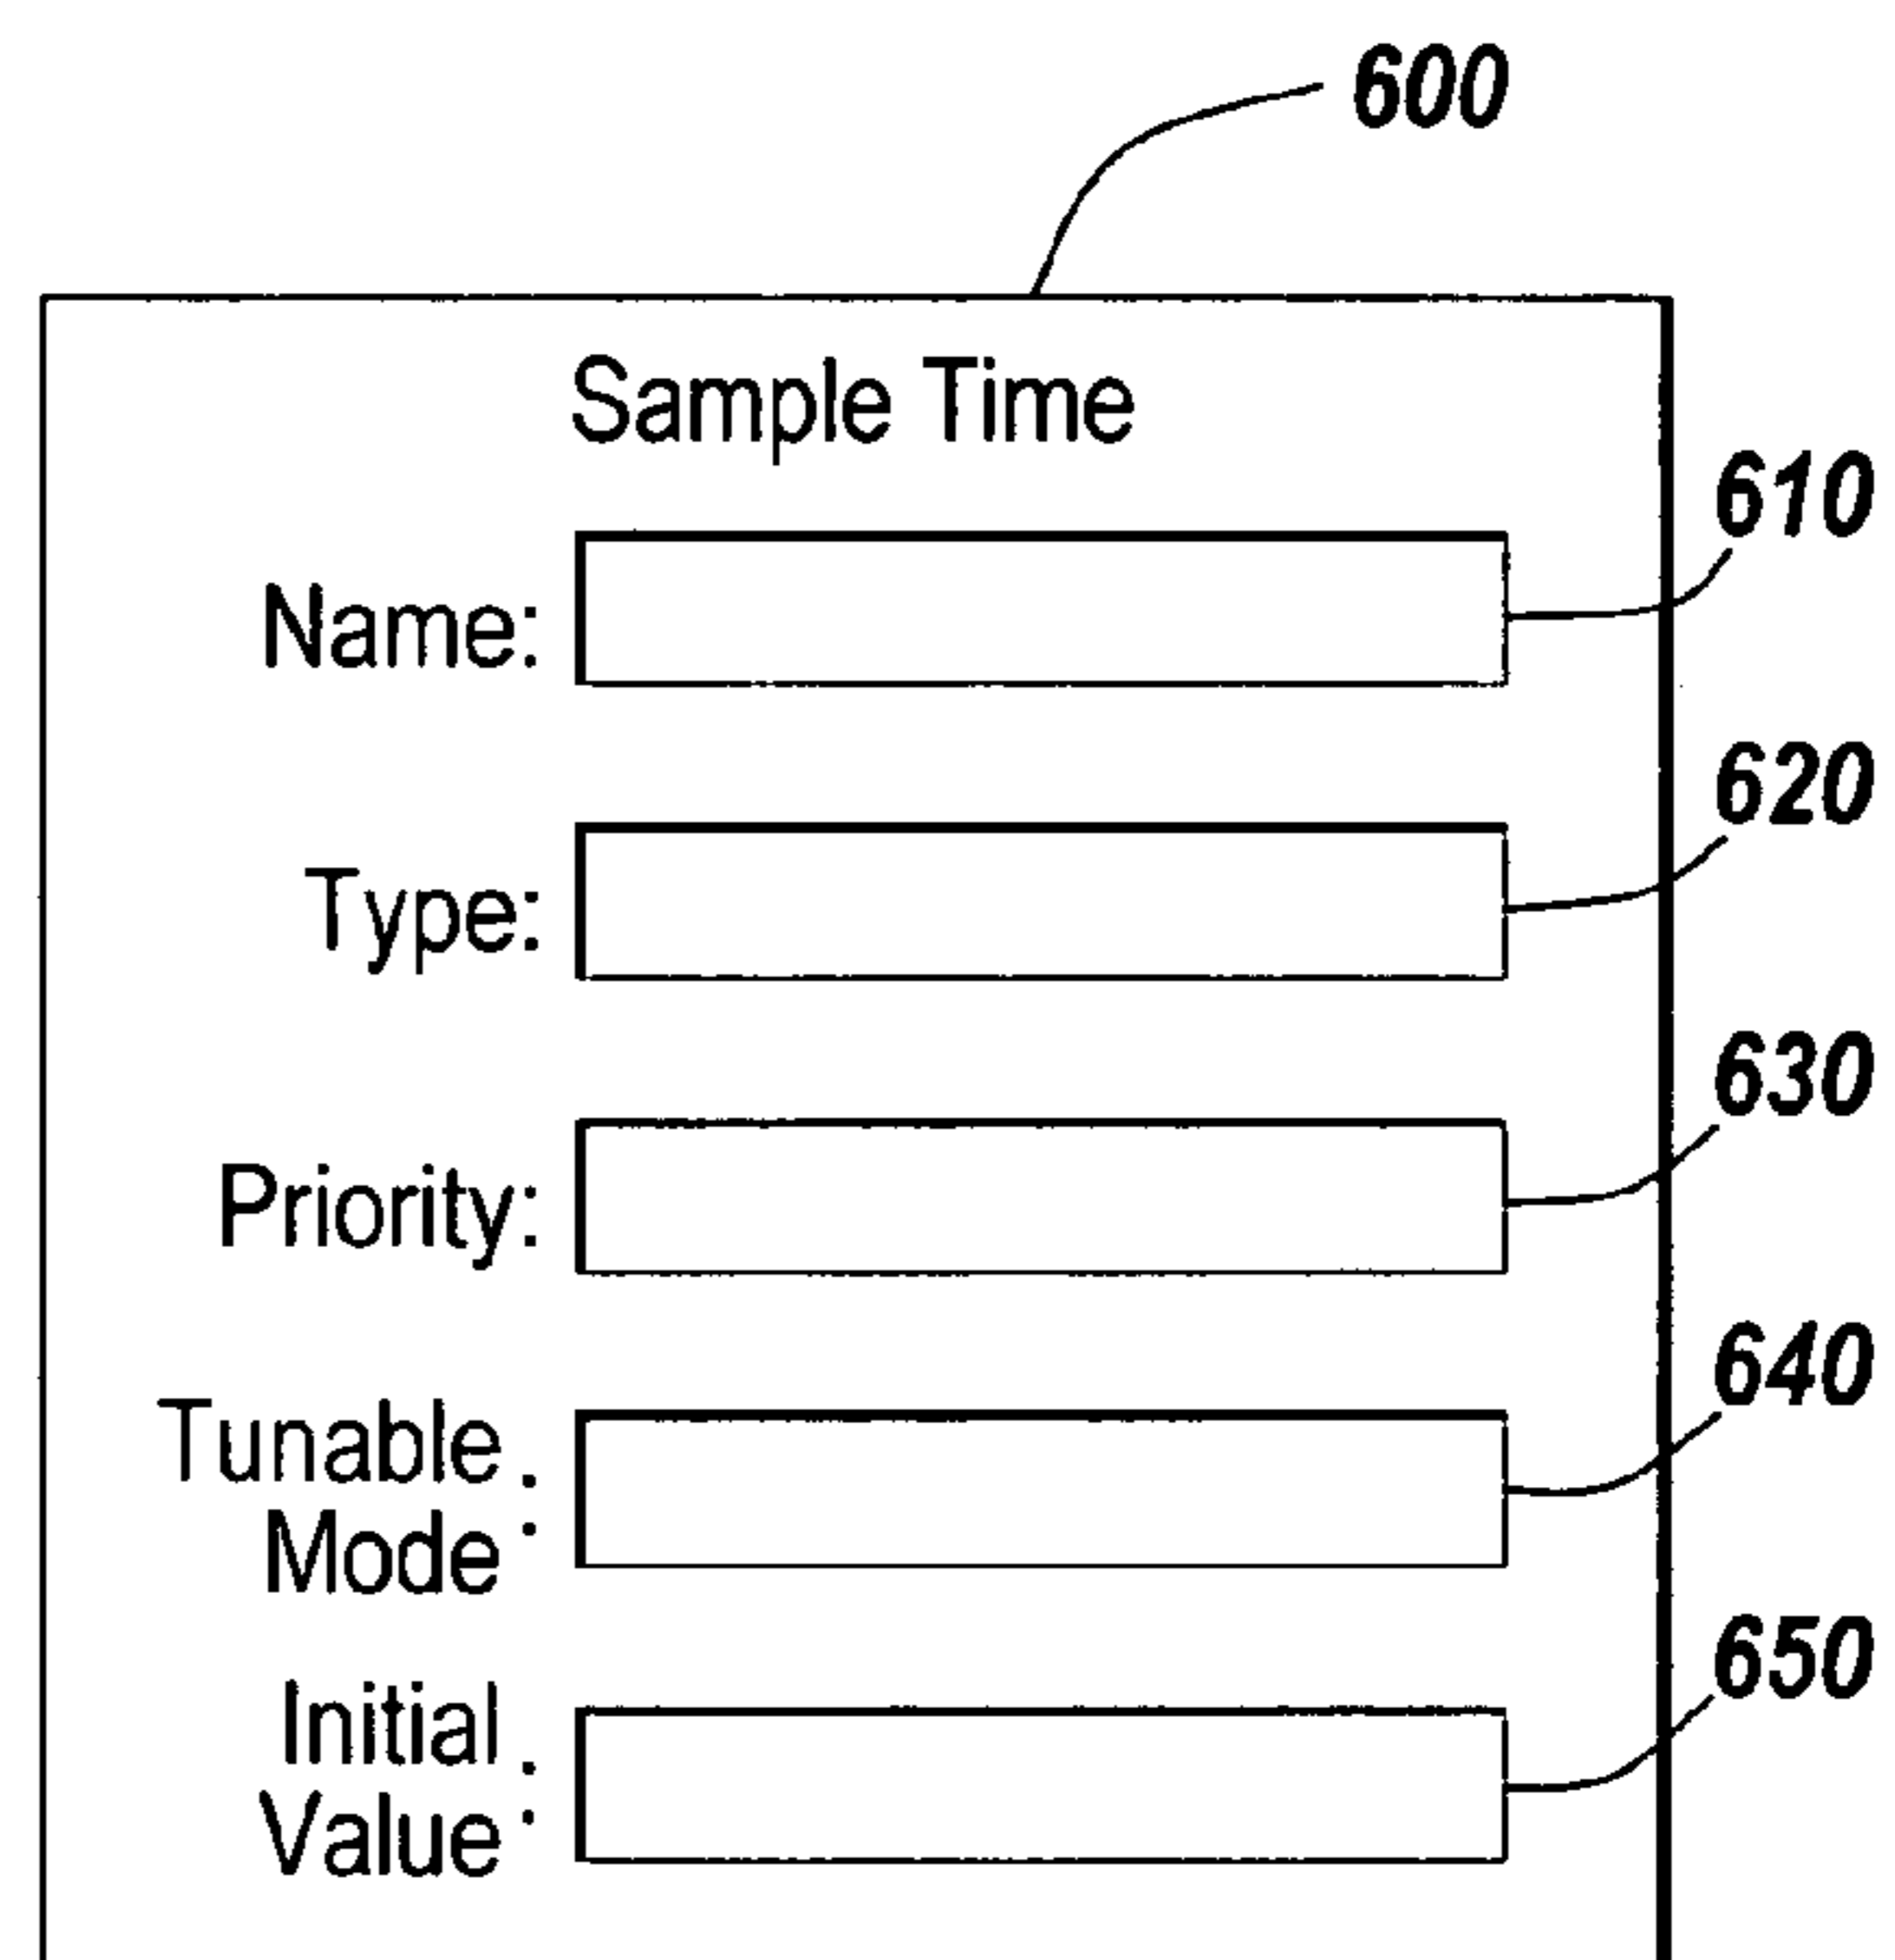 600
Sample Time
610
Name:
620
Type:
630
Priority:
640
Tunable
Mode:
650
Initial
Value: